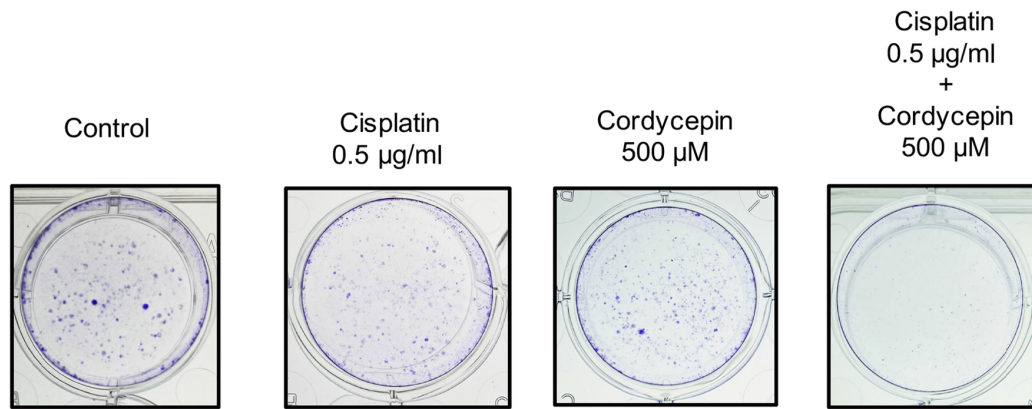 Control
Cisplatin
0.5 µg/ml
Cordycepin
500 µM
Cisplatin
0.5 µg/ml
+
Cordycepin
500 µM